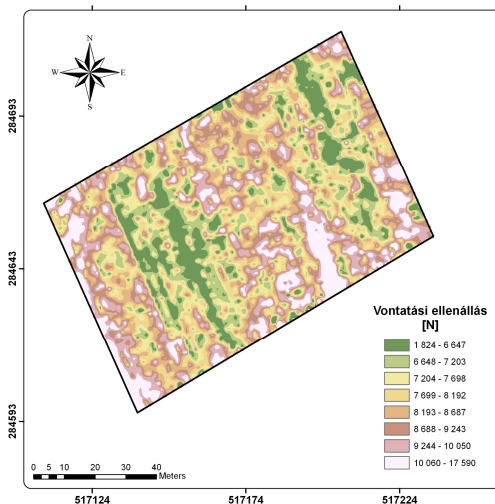 N
W E
S
284693
284643
284593
Vontatási ellenállás
[N]
1 824 - 6 647
6 648 - 7 203
7 204 - 7 698
7 699 - 8 192
8 193 - 8 687
8 688 - 9 243
9 244 - 10 050
10 060 - 17 590
0 5 10 20 30 40
Meters
517124 517174 517224